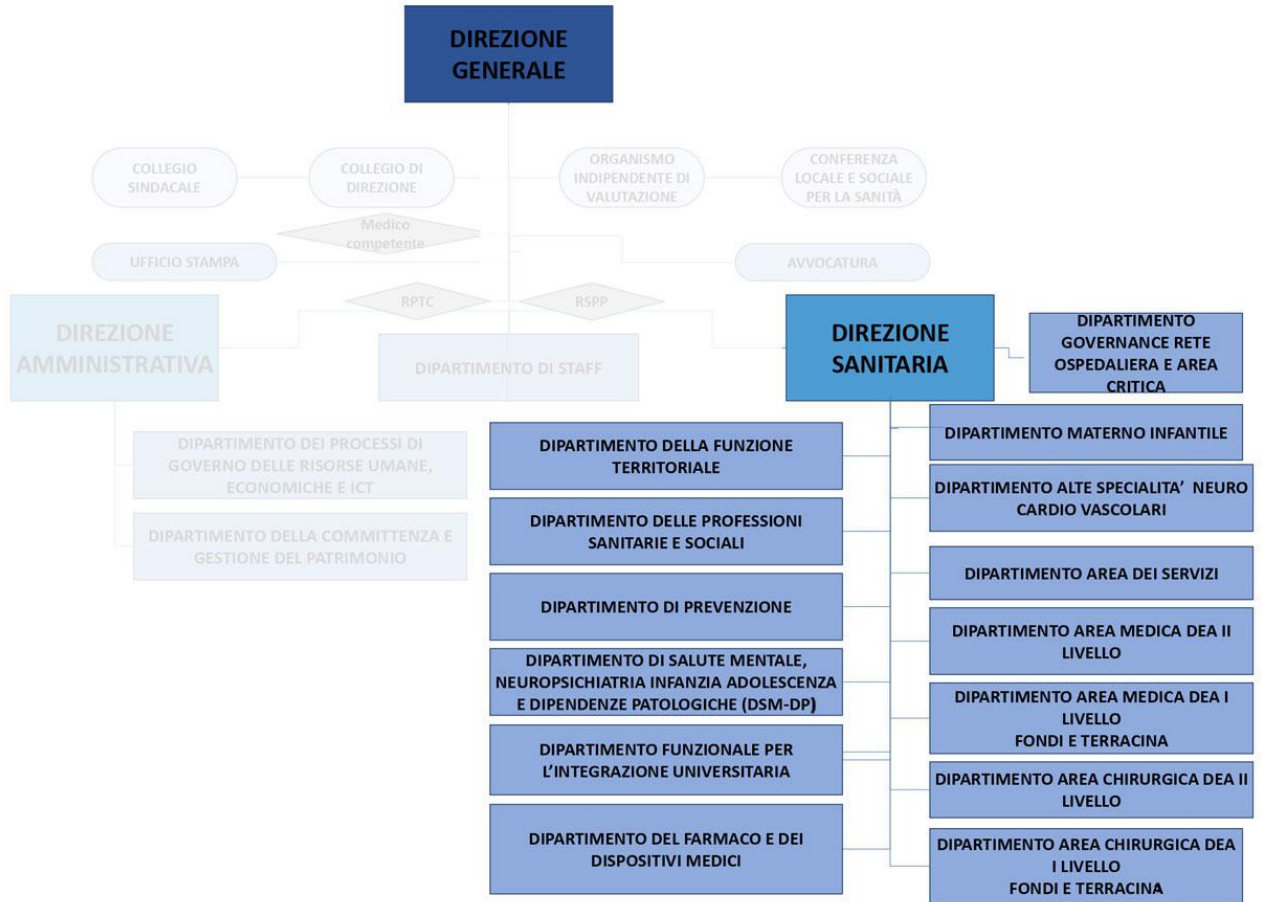 DIREZIONE
GENERALE
COLLEGIO
SINDACALE
COLLEGIO DI
DIREZIONE
ORGANISMO
INDIPENDENTE DI
VALUTAZIONE
CONFERENZA
LOCALE E SOCIALE
PER LA SANITÀ
Medico
competente
UFFICIO STAMPA
AVVOCATURA
RPTC
RSPP
DIREZIONE
AMMINISTRATIVA
DIPARTIMENTO DI STAFF
DIREZIONE
SANITARIA
DIPARTIMENTO
GOVERNANCE RETE
OSPEDALIERA E AREA
CRITICA
DIPARTIMENTO DEI PROCESSI DI
GOVERNO DELLE RISORSE UMANE,
ECONOMICHE E ICT
DIPARTIMENTO DELLA COMMITTENZA E
GESTIONE DEL PATRIMONIO
DIPARTIMENTO DELLA FUNZIONE
TERRITORIALE
DIPARTIMENTO DELLE PROFESSIONI
SANITARIE E SOCIALI
DIPARTIMENTO DI PREVENZIONE
DIPARTIMENTO DI SALUTE MENTALE,
NEUROPSICHIATRIA INFANZIA ADOLESCENZA
E DIPENDENZE PATOLOGICHE (DSM-DP)
DIPARTIMENTO FUNZIONALE PER
L'INTEGRAZIONE UNIVERSITARIA
DIPARTIMENTO DEL FARMACO E DEI
DISPOSITIVI MEDICI
DIPARTIMENTO MATERNO INFANTILE
DIPARTIMENTO ALTE SPECIALITA' NEURO
CARDIO VASCOLARI
DIPARTIMENTO AREA DEI SERVIZI
DIPARTIMENTO AREA MEDICA DEA II
LIVELLO
DIPARTIMENTO AREA MEDICA DEA I
LIVELLO
FONDI E TERRACINA
DIPARTIMENTO AREA CHIRURGICA DEA II
LIVELLO
DIPARTIMENTO AREA CHIRURGICA DEA
I LIVELLO
FONDI E TERRACINA